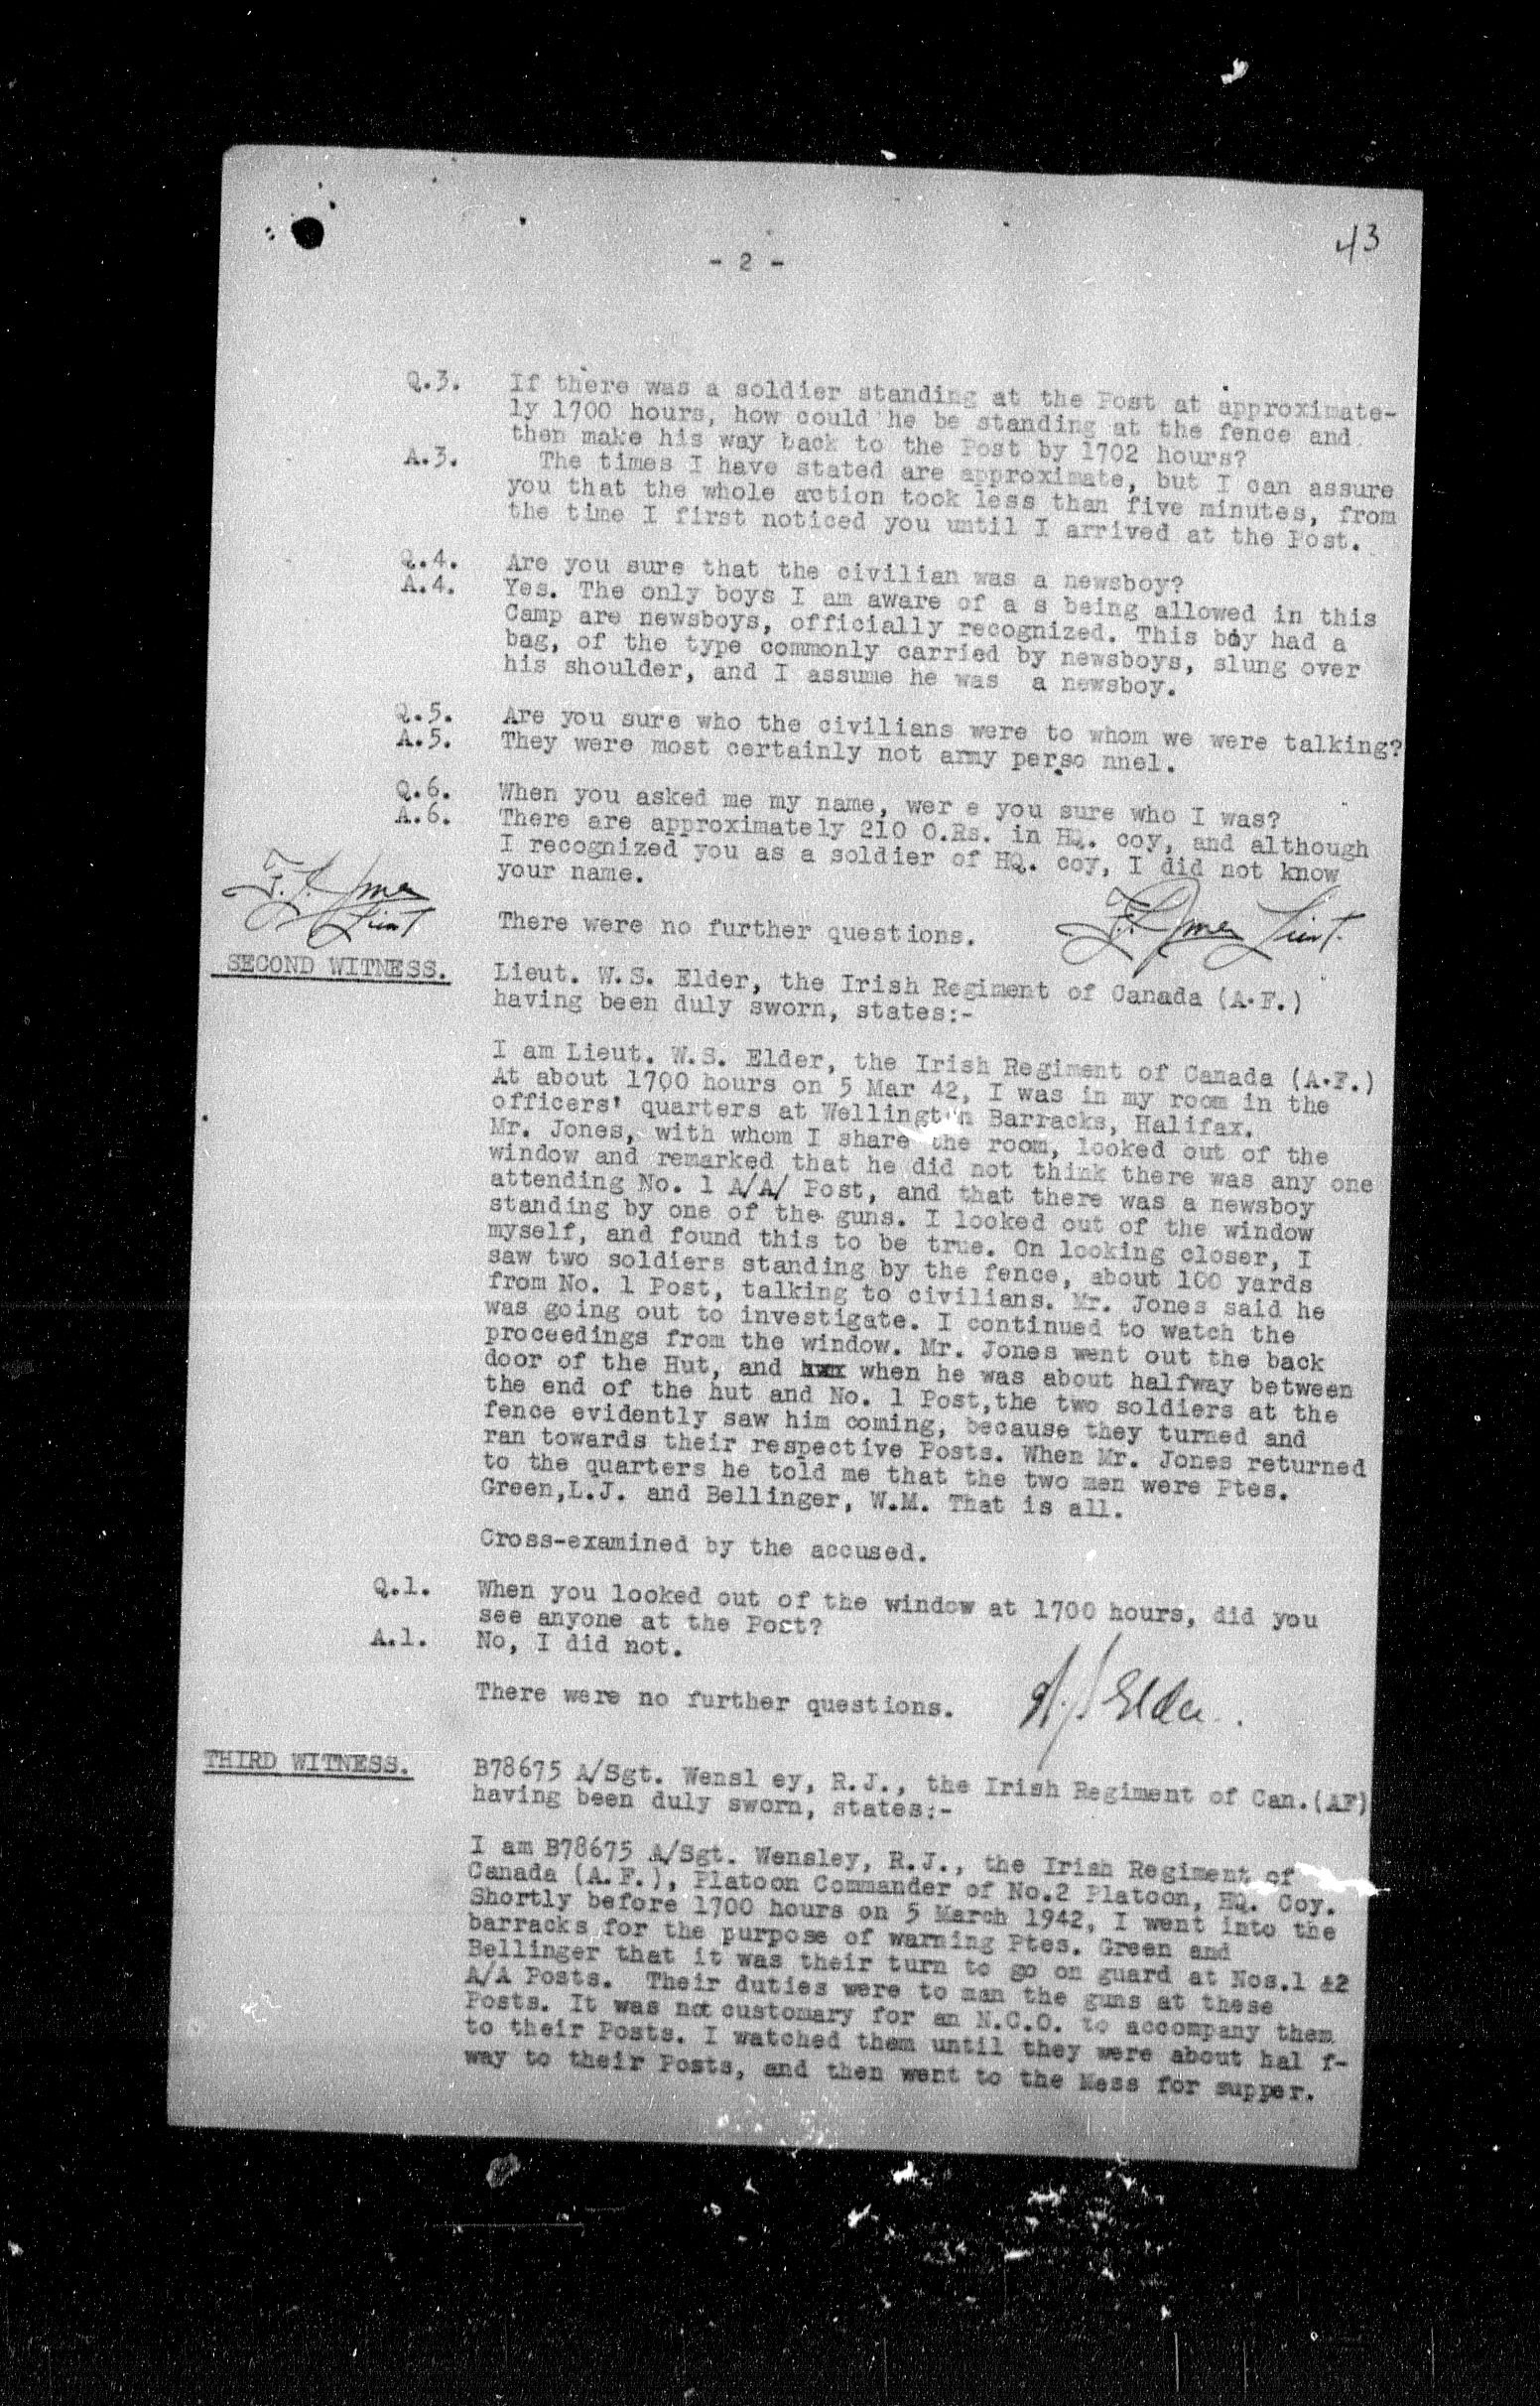 43
- 2 -
Q.3. If there was a soldier standing at the Post at approximate-
ly 1700 hours, how could he be standing at the fence and
then make his way back to the Post by 1702 hours?
A.3. The times I have stated are approximate, but I can assure
you that the whole action took less than five minutes, from
the time I first noticed you until I arrived at the Post.
Q.4. Are you sure that the civilian was a newsboy?
A.4. Yes. The only boys I am aware of a s being allowed in this
Camp are newsboys, officially recognized. This boy had a
bag, of the type commonly carried by newsboys, slung over
his shoulder, and I assume he was a newsboy.
Q.5. Are you sure who the civilians were to whom we were talking?
A.5. They were most certainly not army perso nnel.
Q.6. When you asked me my name, wer e you sure who I was?
A.6. There are approximately 210 O.Rs. in HQ. coy, and although
I recognized you as a soldier of HQ. coy, I did not know
your name.
Lieut
There were no further questions.
Lieut.
SECOND WITNESS. Lieut. W.S. Elder, the Irish Regiment of Canada (A.F.)
having been duly sworn, states:-
I am Lieut. W.S. Elder, the Irish Regiment of Canada (A.F.)
At about 1700 hours on 5 Mar 42, I was in my room in the
officers' quarters at Wellington Barracks, Halifax.
Mr. Jones, with whom I share the room, looked out of the
window and remarked that he did not think there was any one
attending No. 1 A/A/ Post, and that there was a newsboy
standing by one of the guns. I looked out of the window
myself, and found this to be true. On looking closer, I
saw two soldiers standing by the fence, about 100 yards
from No. 1 Post, talking to civilians. Mr. Jones said he
was going out to investigate. I continued to watch the
proceedings from the window. Mr. Jones went out the back
door of the Hut, and when he was about halfway between
the end of the hut and No. 1 Post,the two soldiers at the
fence evidently saw him coming, because they turned and
ran towards their respective Posts. When Mr. Jones returned
to the quarters he told me that the two men were Ptes.
Green,L.J. and Bellinger, W.M. That is all.
Cross-examined by the accused.
Q.1. When you looked out of the window at 1700 hours, did you
see anyone at the Post?
A.1. No, I did not.
There were no further questions. W.S Elder.
THIRD WITNESS. B78675 A/Sgt. Wensl ey, R.J., the Irish Regiment of Can.(AF)
having been duly sworn, states:-
I am B78675 A/Sgt. Wensley, R.J., the Irish Regiment of
Canada (A.F.), Platoon Commander of No.2 Platoon, HQ. Coy.
Shortly before 1700 hours on 5 March 1942, I went into the
barracks for the purpose of warning Ptes. Green and
Bellinger that it was their turn to go on guard at Nos.1 &2
A/A Posts. Their duties were to man the guns at these
Posts. It was not customary for an N.C.O. to accompany them
to their Posts. I watched them until they were about hal f-
way to their Posts, and then went to the Mess for supper.